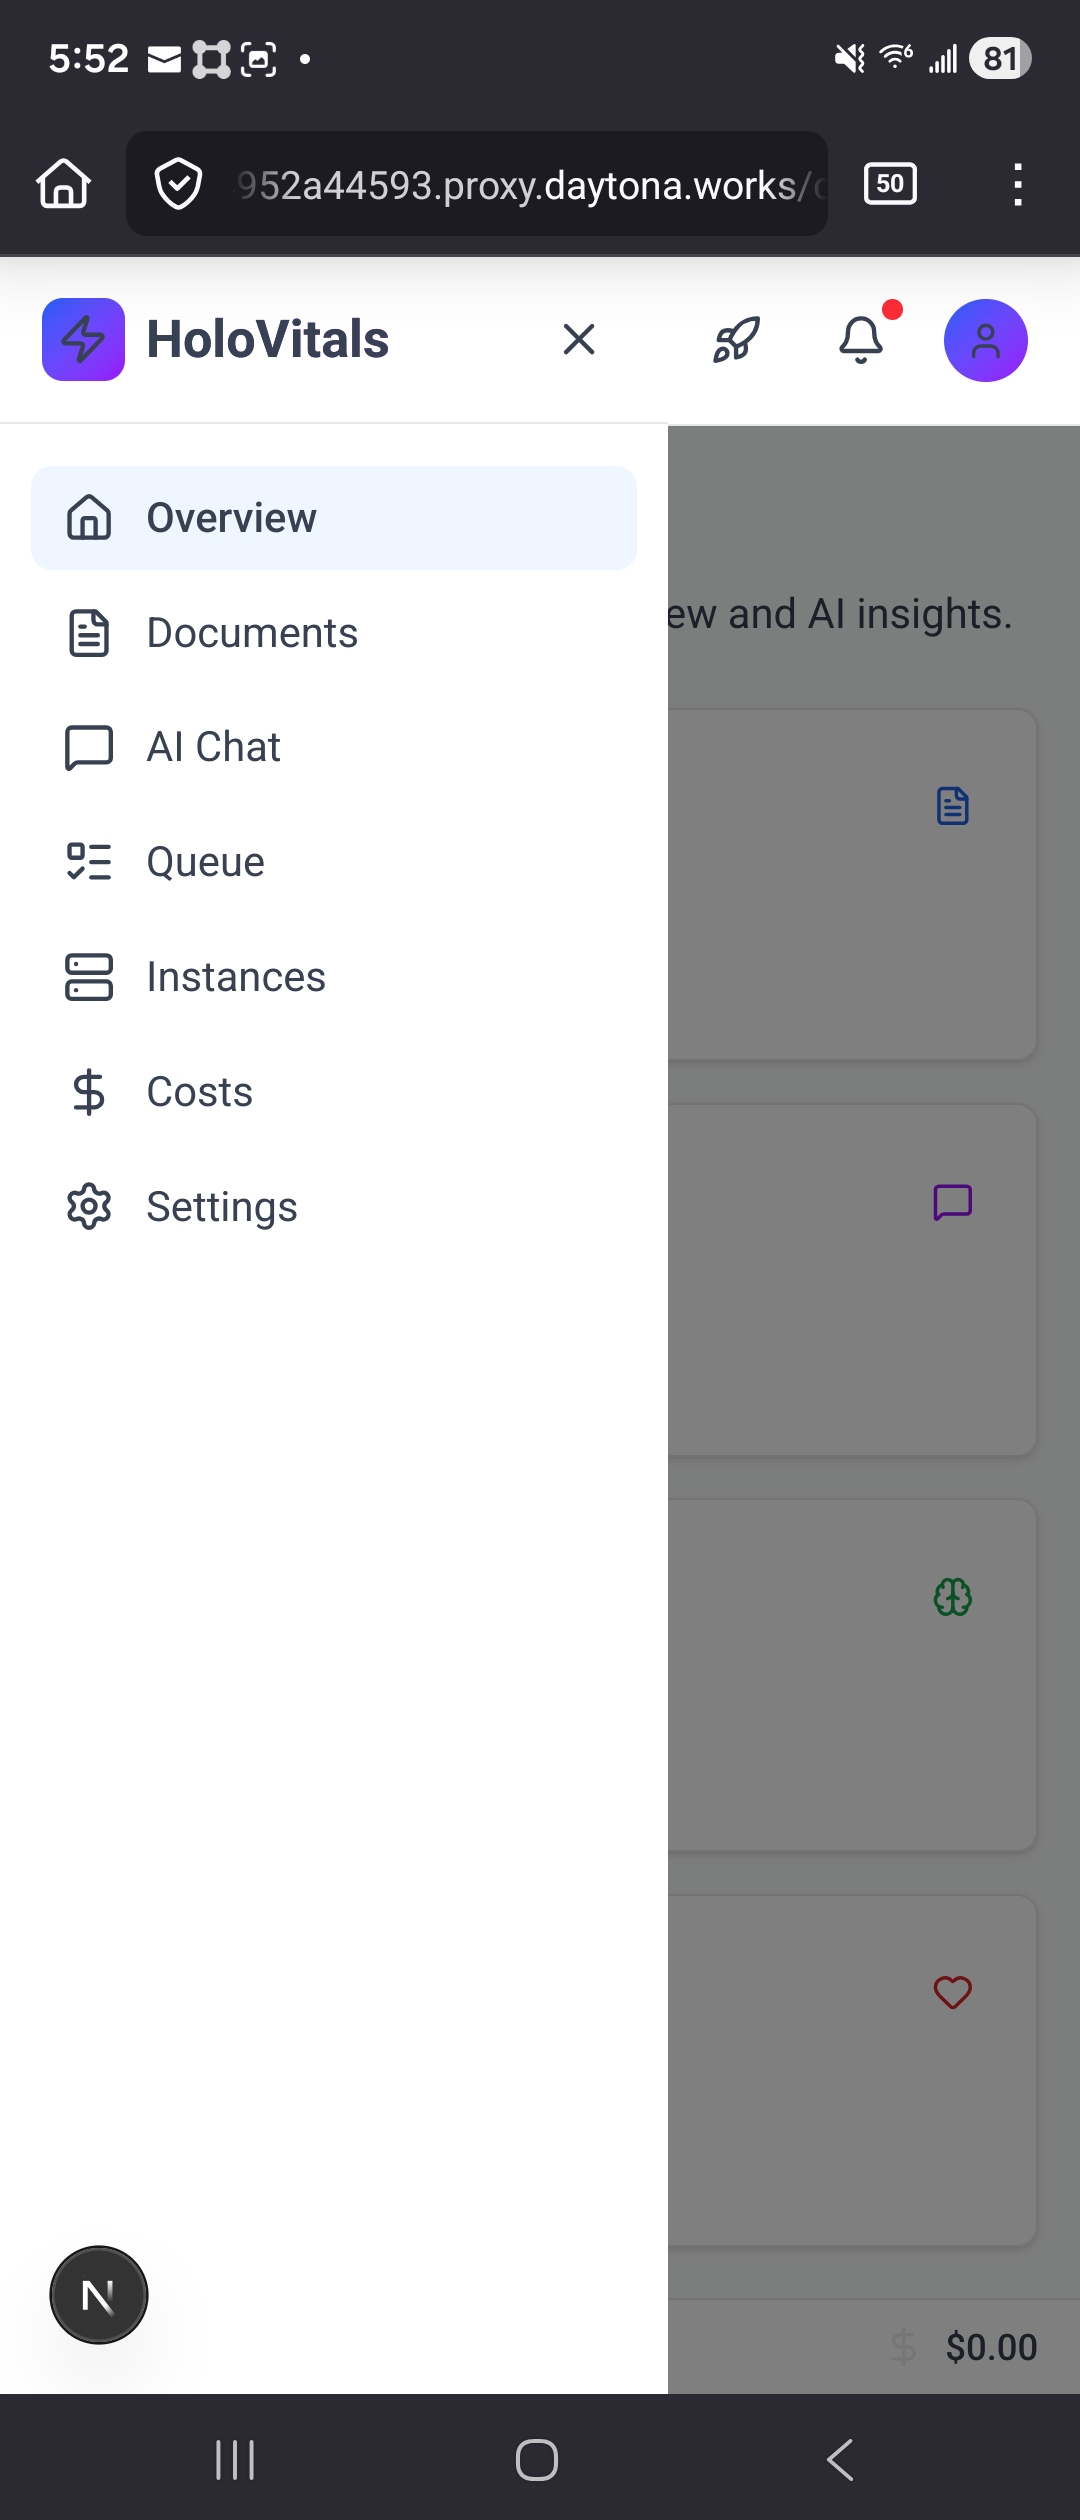 5:52
81
952a44593.proxy.daytona.works/
50
HoloVitals
Overview
ew and AI insights.
Documents
AI Chat
Queue
Instances
Costs
Settings
N
$0.00